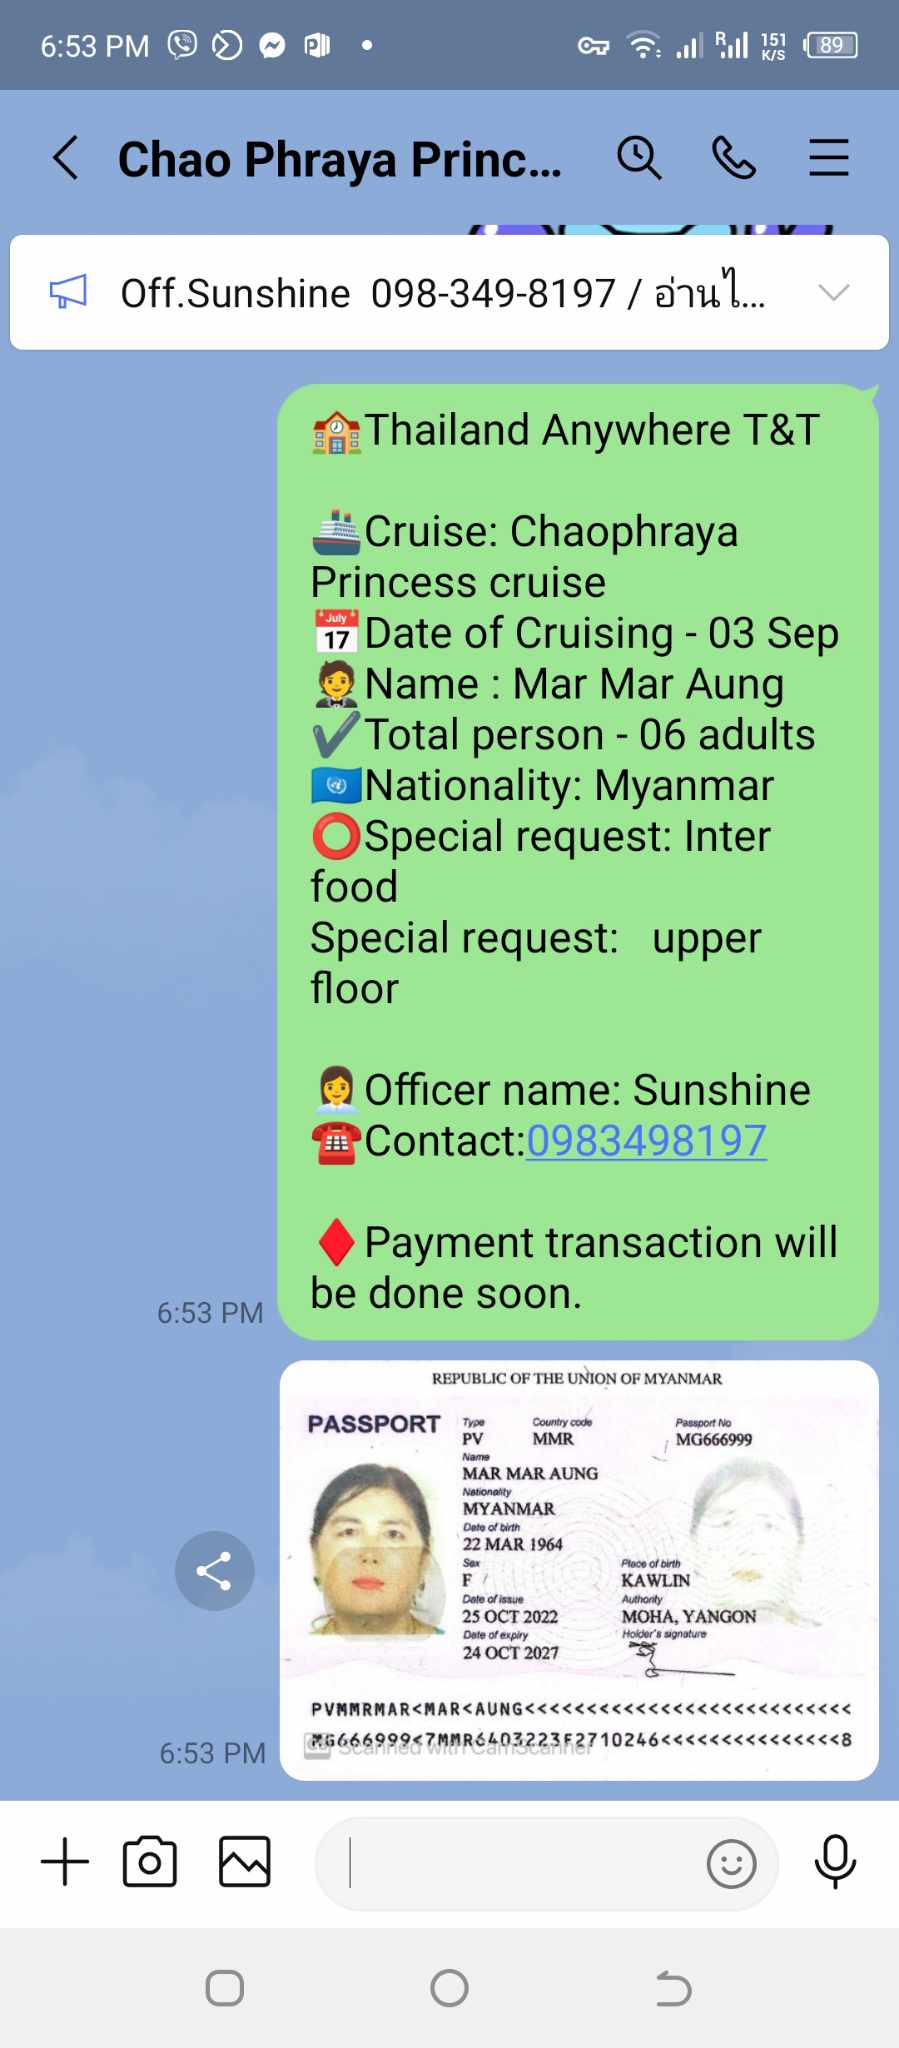 6:53 PM
151
K/S
R
89
Chao Phraya Princ...
Off.Sunshine 098-349-8197 / อ่านไ...
Thailand Anywhere T&T
Cruise: Chaophraya
Princess cruise
July
17
Date of Cruising - 03 Sep
Name : Mar Mar Aung
Total person - 06 adults
Nationality: Myanmar
Special request: Inter
food
Special request: upper
floor
Officer name: Sunshine
Contact:0983498197
Payment transaction will
be done soon.
6:53 PM
REPUBLIC OF THE UNION OF MYANMAR
PASSPORT
Type
Country code
Passport No
PV
MMR
MG666999
Name
MAR MAR AUNG
Nationality
MYANMAR
Date of birth
22 MAR 1964
Sex
Place of birth
F
KAWLIN
Date of issue
Authority
25 OCT 2022
MOHA, YANGON
Date of expiry
Holder's signature
24 OCT 2027
PVMMRMAR<MAR<AUNG<<<<<<<<<<<<<<<<<<<<<<<<<<<
MG666999<7MMR6403223F2710246<<<<<<<<<<<<<<<8
CS Scanned with CamScanner
6:53 PM